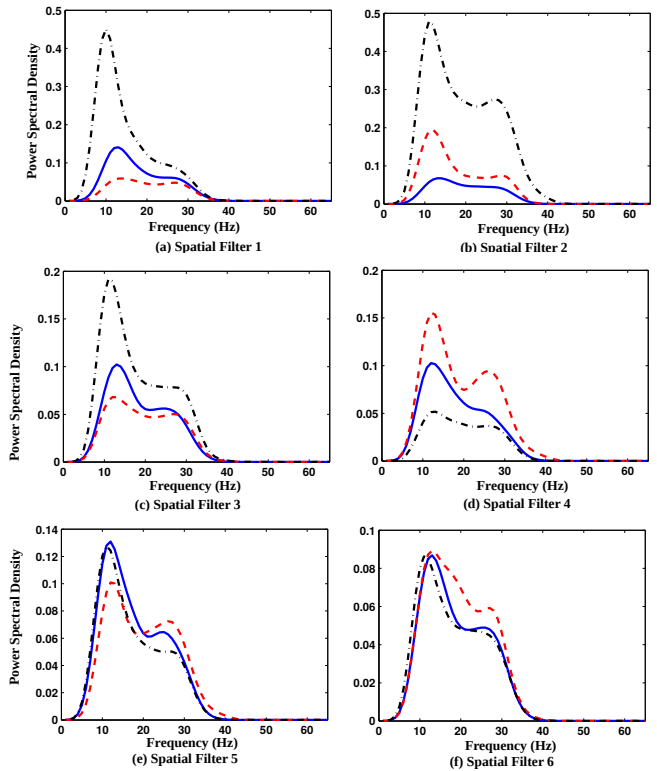 0.5
0.4
0.3
0.2
0.1
0
Power Spectral Density
0 10 20 30 40 50 60
Frequency (Hz)
(a) Spatial Filter 1
0.5
0.4
0.3
0.2
0.1
0
0 10 20 30 40 50 60
Frequency (Hz)
(b) Spatial Filter 2
0.2
0.15
0.1
0.05
0
Power Spectral Density
0 10 20 30 40 50 60
Frequency (Hz)
(c) Spatial Filter 3
0.2
0.15
0.1
0.05
0
0 10 20 30 40 50 60
Frequency (Hz)
(d) Spatial Filter 4
0.14
0.12
0.1
0.08
0.06
0.04
0.02
0
Power Spectral Density
0 10 20 30 40 50 60
Frequency (Hz)
(e) Spatial Filter 5
0.1
0.08
0.06
0.04
0.02
0
0 10 20 30 40 50 60
Frequency (Hz)
(f) Spatial Filter 6